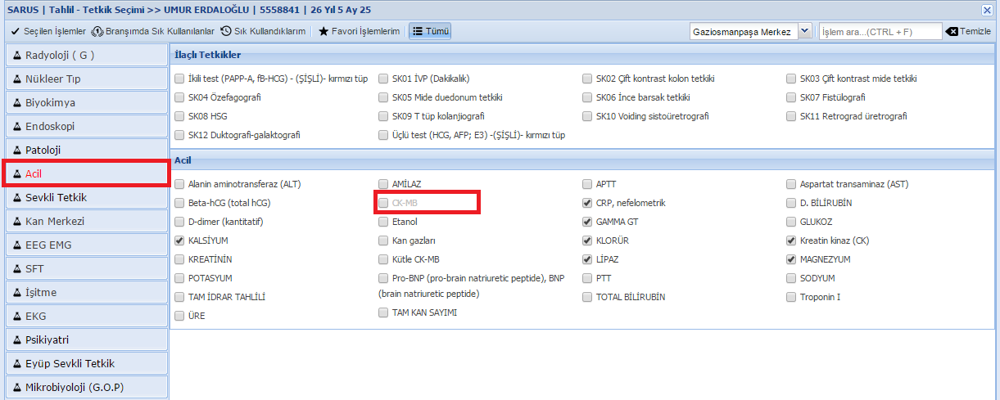 SARUS | Tahlil - Tetkik Seçimi >> UMUR ERDALOĞLU | 5558841 | 26 Yıl 5 Ay 25
Seçilen İşlemler Branşımda Sık Kullanılanlar Sık Kullandıklarım Favori İşlemlerim Tümü Gaziosmanpaşa Merkez İşlem ara...(CTRL + F) Temizle
Radyoloji ( G )
Nükleer Tıp
Biyokimya
Endoskopi
Patoloji
Acil
Sevkli Tetkik
Kan Merkezi
EEG EMG
SFT
İşitme
EKG
Psikiyatri
Eyüp Sevkli Tetkik
Mikrobiyoloji (G.O.P)
İlaçlı Tetkikler
İkili test (PAPP-A, fB-HCG) - (ŞİŞLİ)- kırmızı tüp SK01 İVP (Dakikalık) SK02 Çift kontrast kolon tetkiki SK03 Çift kontrast mide tetkiki
SK04 Özefagografi SK05 Mide duedonum tetkiki SK06 İnce barsak tetkiki SK07 Fistülografi
SK08 HSG SK09 T tüp kolanjiografi SK10 Voiding sistoüretrografi SK11 Retrograd üretrografi
SK12 Duktografi-galaktografi Üçlü test (HCG, AFP; E3) -(ŞİŞLİ)- kırmızı tüp
Acil
Alanin aminotransferaz (ALT) AMİLAZ APTT Aspartat transaminaz (AST)
Beta-hCG (total hCG) CK-MB CRP, nefelometrik D. BİLİRUBİN
D-dimer (kantitatif) Etanol GAMMA GT GLUKOZ
KALSİYUM Kan gazları KLORÜR Kreatin kinaz (CK)
KREATİNİN Kütle CK-MB LİPAZ MAGNEZYUM
POTASYUM Pro-BNP (pro-brain natriuretic peptide), BNP PTT SODYUM
(brain natriuretic peptide)
TAM İDRAR TAHLİLİ TOTAL BİLİRUBİN Troponin I
ÜRE TAM KAN SAYIMI